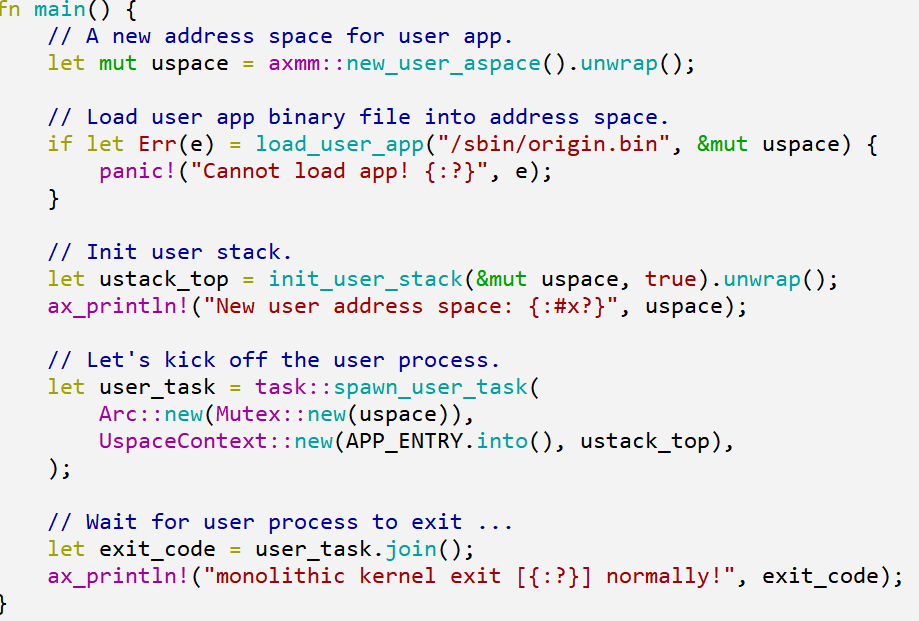 fn main() {
    // A new address space for user app.
    let mut uspace = axmm::new_user_aspace().unwrap();

    // Load user app binary file into address space.
    if let Err(e) = load_user_app("/sbin/origin.bin", &mut uspace) {
        panic!("Cannot load app! {:?}", e);
    }

    // Init user stack.
    let ustack_top = init_user_stack(&mut uspace, true).unwrap();
    ax_println!("New user address space: {:#x?}", uspace);

    // Let's kick off the user process.
    let user_task = task::spawn_user_task(
        Arc::new(Mutex::new(uspace)),
        UspaceContext::new(APP_ENTRY.into(), ustack_top),
    );

    // Wait for user process to exit ...
    let exit_code = user_task.join();
    ax_println!("monolithic kernel exit [{:?}] normally!", exit_code);
}